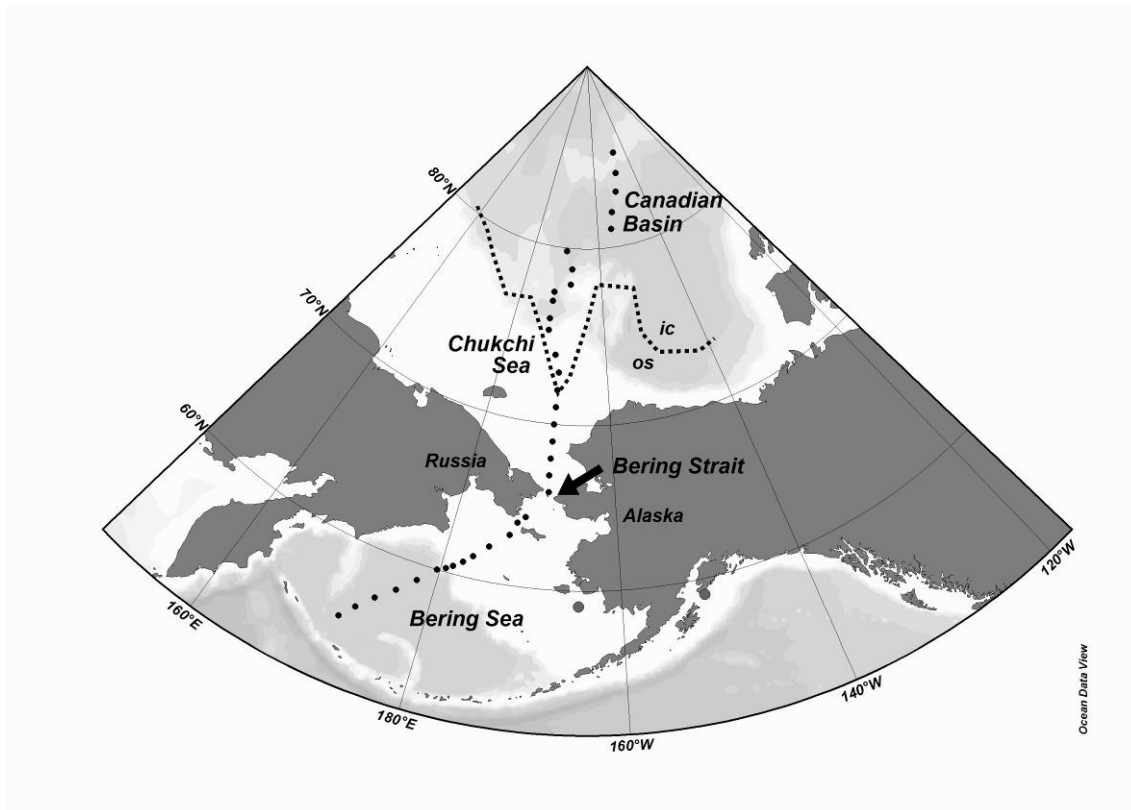 80°N
Canadian
Basin
70°N
Chukchi
Sea
ic
os
60°N
Russia
Bering Strait
Alaska
Bering Sea
160°E
180°E
160°W
140°W
120°W
Ocean Data View